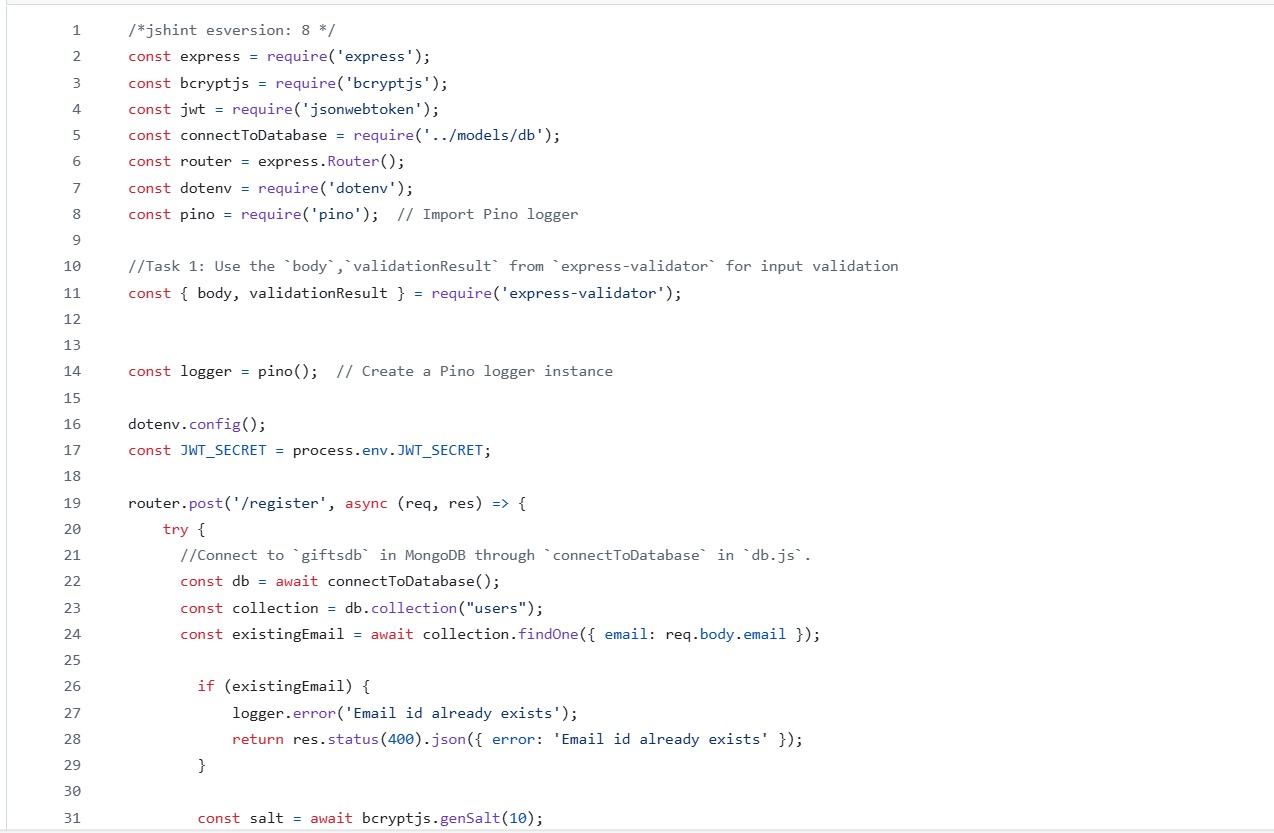 1 /*jshint esversion: 8 */
2 const express = require('express');
3 const bcryptjs = require('bcryptjs');
4 const jwt = require('jsonwebtoken');
5 const connectToDatabase = require('../models/db');
6 const router = express.Router();
7 const dotenv = require('dotenv');
8 const pino = require('pino');  // Import Pino logger
9
10 //Task 1: Use the `body`,`validationResult` from `express-validator` for input validation
11 const { body, validationResult } = require('express-validator');
12
13
14 const logger = pino();  // Create a Pino logger instance
15
16 dotenv.config();
17 const JWT_SECRET = process.env.JWT_SECRET;
18
19 router.post('/register', async (req, res) => {
20     try {
21       //Connect to `giftsdb` in MongoDB through `connectToDatabase` in `db.js`.
22       const db = await connectToDatabase();
23       const collection = db.collection("users");
24       const existingEmail = await collection.findOne({ email: req.body.email });
25
26         if (existingEmail) {
27             logger.error('Email id already exists');
28             return res.status(400).json({ error: 'Email id already exists' });
29         }
30
31         const salt = await bcryptjs.genSalt(10);